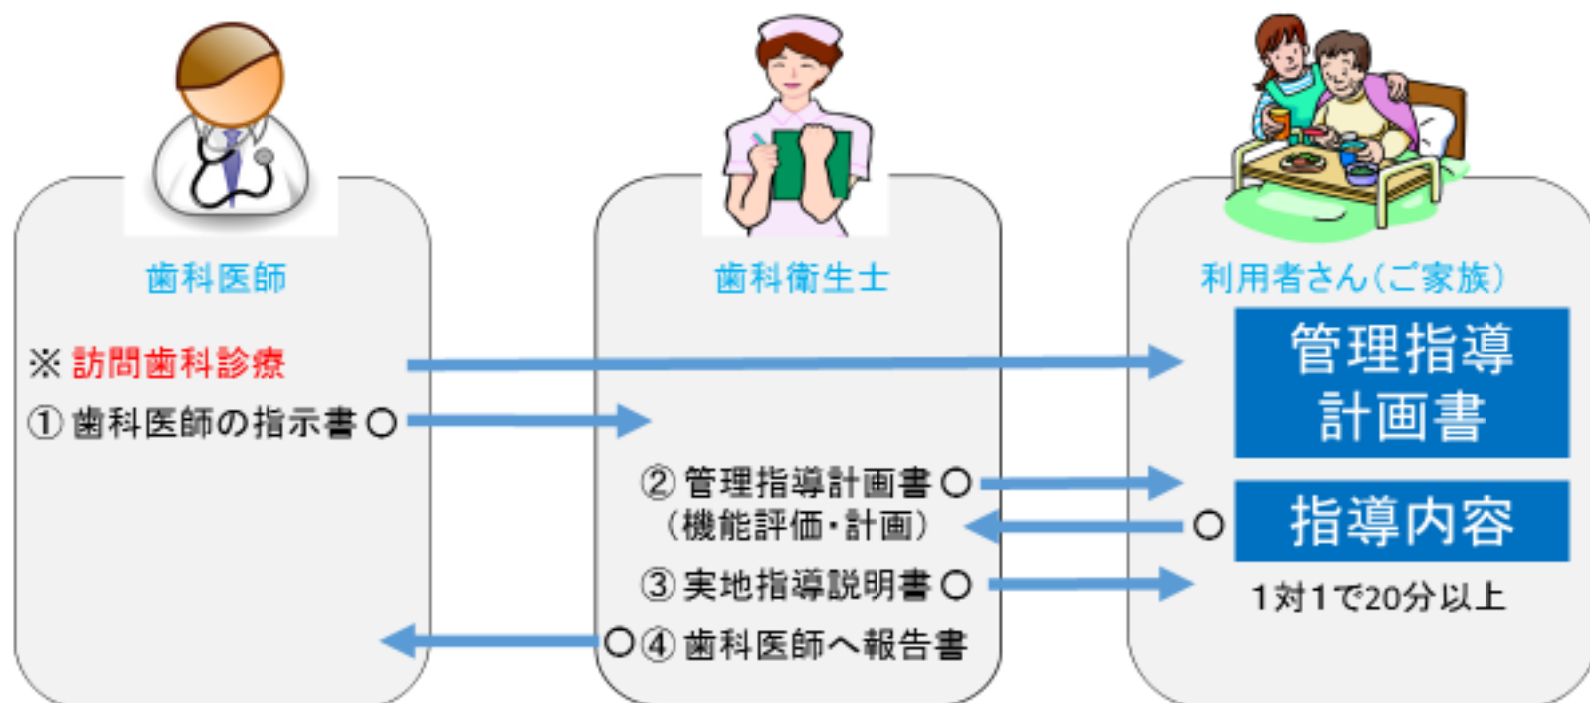 歯科医師
※ 訪問歯科診療
① 歯科医師の指示書 〇
歯科衛生士
② 管理指導計画書 〇
(機能評価・計画)
③ 実地指導説明書 〇
〇 ④ 歯科医師へ報告書
利用者さん(ご家族)
管理指導
計画書
〇 指導内容
1対1で20分以上